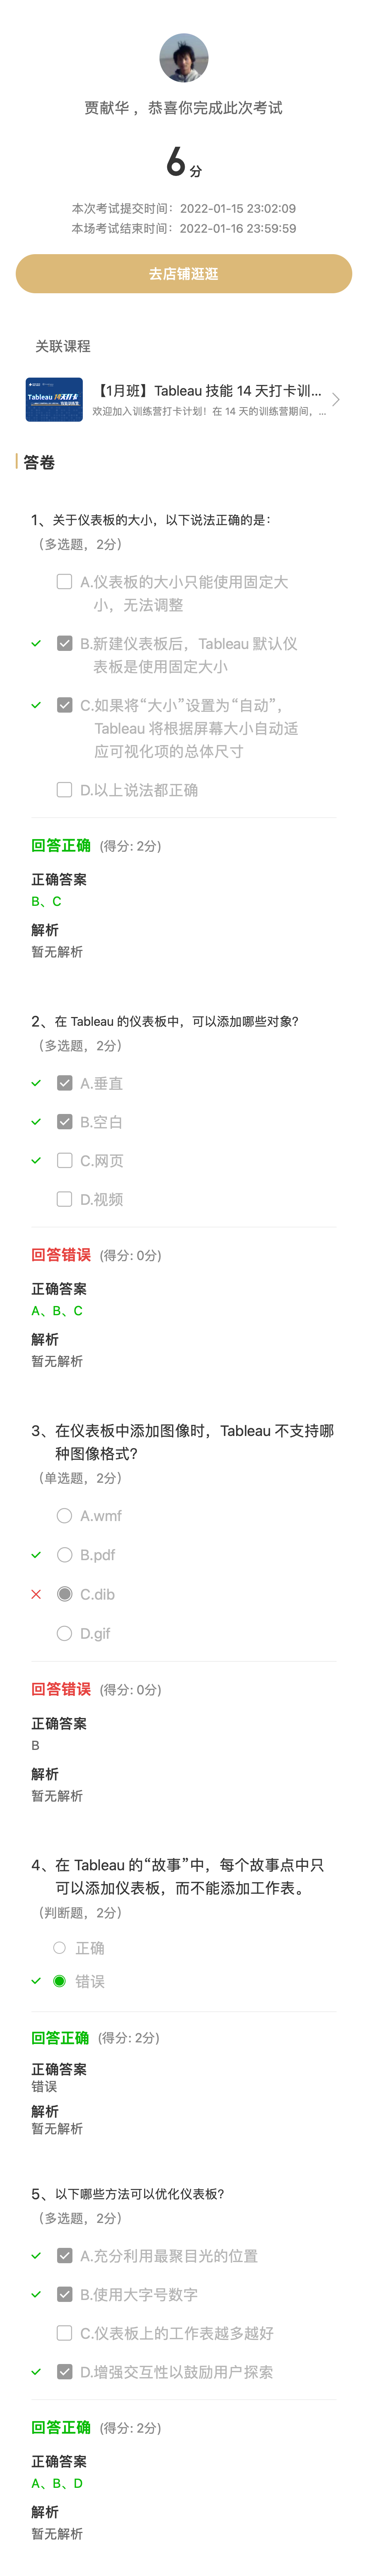 贾献华 ，恭喜你完成此次考试
6 分
本次考试提交时间：2022-01-15 23:02:09
本场考试结束时间：2022-01-16 23:59:59
去店铺逛逛
关联课程
【1月班】Tableau 技能 14 天打卡训...
欢迎加入训练营打卡计划！在 14 天的训练营期间，...
答卷
1、关于仪表板的大小，以下说法正确的是：
（多选题，2分）
A.仪表板的大小只能使用固定大
小，无法调整
B.新建仪表板后，Tableau 默认仪
表板是使用固定大小
C.如果将“大小”设置为“自动”，
Tableau 将根据屏幕大小自动适
应可视化项的总体尺寸
D.以上说法都正确
回答正确 (得分: 2分)
正确答案
B、C
解析
暂无解析
2、在 Tableau 的仪表板中，可以添加哪些对象?
（多选题，2分）
A.垂直
B.空白
C.网页
D.视频
回答错误 (得分: 0分)
正确答案
A、B、C
解析
暂无解析
3、在仪表板中添加图像时，Tableau 不支持哪
种图像格式?
（单选题，2分）
A.wmf
B.pdf
C.dib
D.gif
回答错误 (得分: 0分)
正确答案
B
解析
暂无解析
4、在 Tableau 的“故事”中，每个故事点中只
可以添加仪表板，而不能添加工作表。
（判断题，2分）
正确
错误
回答正确 (得分: 2分)
正确答案
错误
解析
暂无解析
5、以下哪些方法可以优化仪表板?
（多选题，2分）
A.充分利用最聚目光的位置
B.使用大字号数字
C.仪表板上的工作表越多越好
D.增强交互性以鼓励用户探索
回答正确 (得分: 2分)
正确答案
A、B、D
解析
暂无解析